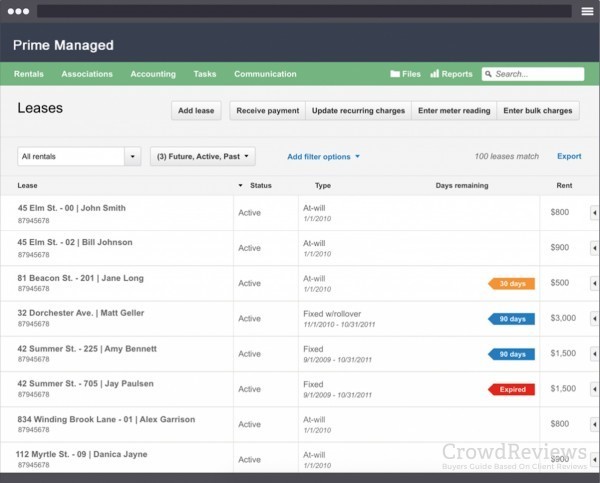 Prime Managed
Rentals Associations Accounting Tasks Communication Files Reports Search...
Leases Add lease Receive payment Update recurring charges Enter meter reading Enter bulk charges
All rentals (3) Future, Active, Past Add filter options 100 leases match Export
Lease Status Type Days remaining Rent
45 Elm St. - 00 | John Smith Active At-will $800
87945678 1/1/2010
45 Elm St. - 02 | Bill Johnson Active At-will $900
87945678 1/1/2010
81 Beacon St. - 201 | Jane Long Active At-will 30 days $500
87945678 1/1/2010
32 Dorchester Ave. | Matt Geller Active Fixed w/rollover 90 days $3,000
87945678 11/1/2010 - 10/31/2011
42 Summer St. - 225 | Amy Bennett Active Fixed 90 days $1,500
87945678 9/1/2009 - 10/31/2011
42 Summer St. - 705 | Jay Paulsen Active Fixed Expired $1,500
87945678 9/1/2009 - 10/31/2011
834 Winding Brook Lane - 01 | Alex Garrison Active At-will $800
87945678 1/1/2010
112 Myrtle St. - 09 | Danica Jayne Active At-will $900
87945678 1/1/2010
CrowdReviews
Buyers Guide Based On Client Reviews